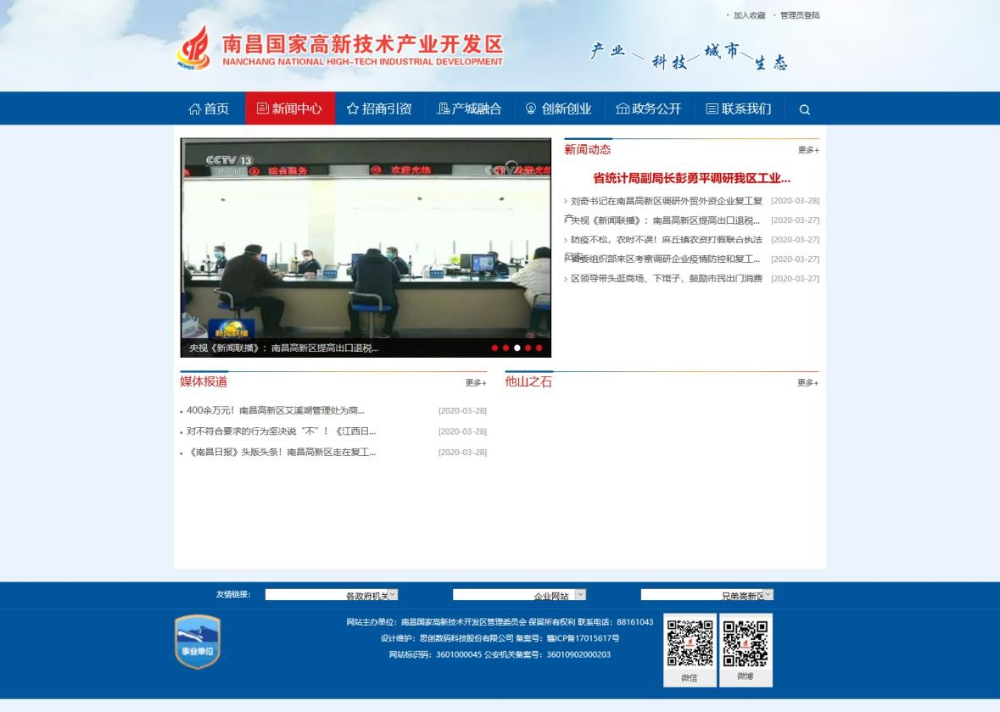 · 加入收藏 · 管理员登陆
南昌国家高新技术产业开发区
NANCHANG NATIONAL HIGH-TECH INDUSTRIAL DEVELOPMENT
NCHDZ
产业 科技 城市 生态
首页 新闻中心 招商引资 产城融合 创新创业 政务公开 联系我们
CCTV 13
新闻
综合服务 欢迎光临
新闻联播
央视《新闻联播》：南昌高新区提高出口退税...
新闻动态 更多+
省统计局副局长彭勇平调研我区工业...
刘奇书记在南昌高新区调研外贸外资企业复工复产 [2020-03-28]
央视《新闻联播》：南昌高新区提高出口退税... [2020-03-27]
防疫不松，农时不误！麻丘镇农资打假联合执法 [2020-03-27]
省委组织部来区考察调研企业疫情防控和复工... [2020-03-27]
区领导带头逛商场、下馆子，鼓励市民出门消费 [2020-03-27]
媒体报道 更多+
400余万元！南昌高新区艾溪湖管理处为商... [2020-03-28]
对不符合要求的行为坚决说“不”！《江西日... [2020-03-28]
《南昌日报》头版头条！南昌高新区走在复工... [2020-03-28]
他山之石 更多+
友情链接： 各政府机关 企业网站 兄弟高新区
事业单位
网站主办单位：南昌国家高新技术产业开发区管理委员会 保留所有权利 联系电话：88161043
设计维护：思创数码科技股份有限公司 备案号：赣ICP备17015617号
网站标识码：3601000045 公安机关备案号：36010902000203
微信 微博